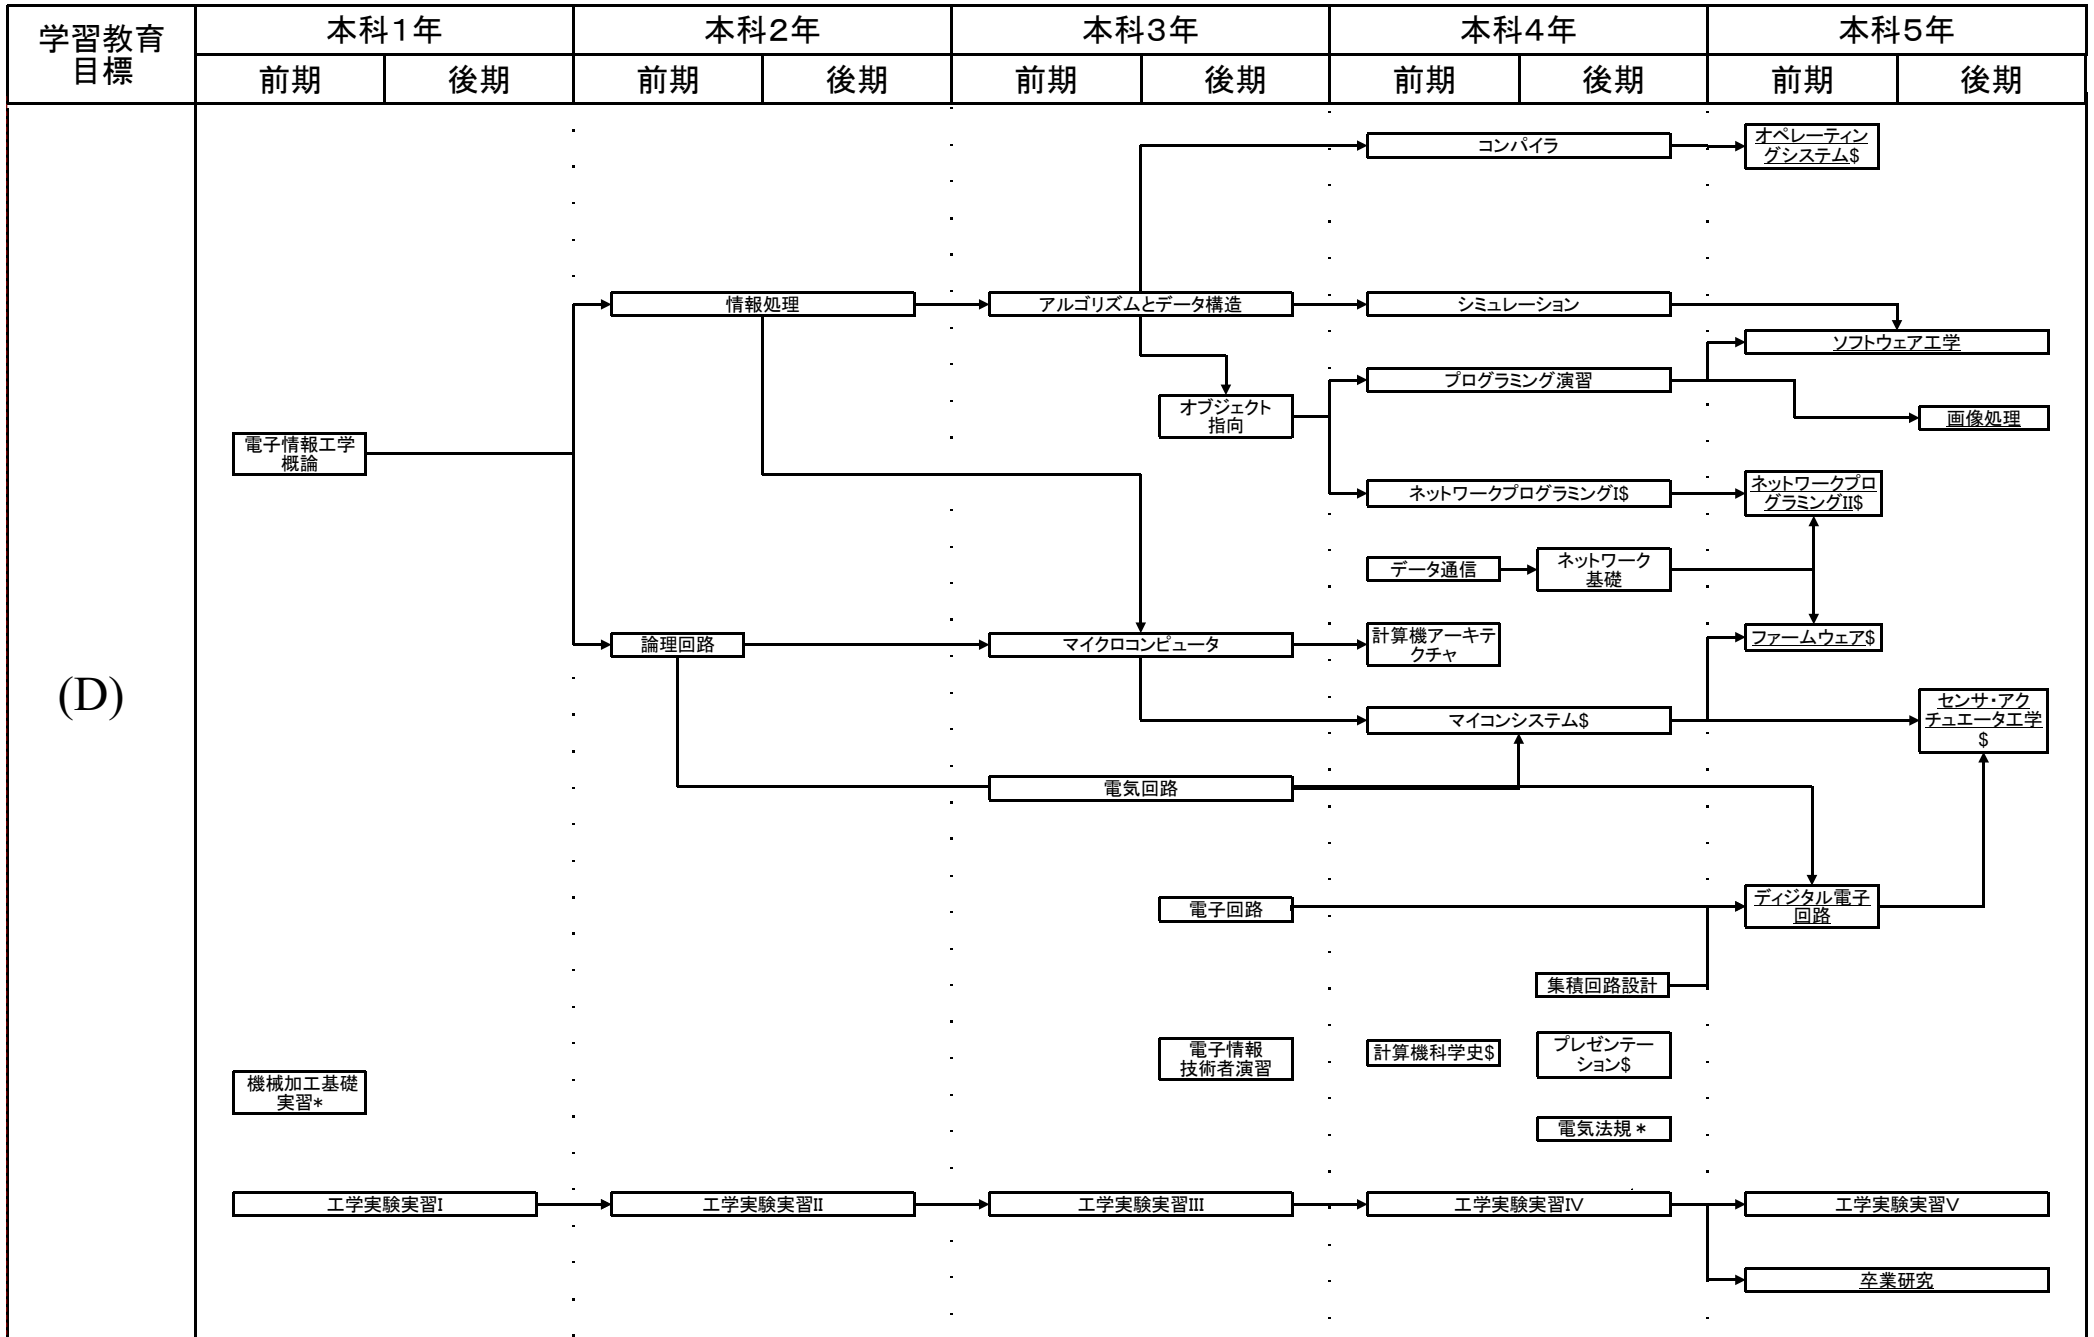 学習教育
目標
本科1年
本科2年
本科3年
本科4年
本科5年
前期
後期
前期
後期
前期
後期
前期
後期
前期
後期
(D)
コンパイラ
オペレーティン
グシステム$
情報処理
アルゴリズムとデータ構造
シミュレーション
ソフトウェア工学
プログラミング演習
オブジェクト
指向
画像処理
電子情報工学
概論
ネットワークプログラミングI$
ネットワークプロ
グラミングII$
データ通信
ネットワーク
基礎
論理回路
マイクロコンピュータ
計算機アーキテ
クチャ
ファームウェア$
マイコンシステム$
センサ・アク
チュエータ工学
$
電気回路
電子回路
ディジタル電子
回路
集積回路設計
電子情報
技術者演習
計算機科学史$
プレゼンテー
ション$
機械加工基礎
実習*
電気法規*
工学実験実習I
工学実験実習II
工学実験実習III
工学実験実習IV
工学実験実習V
卒業研究